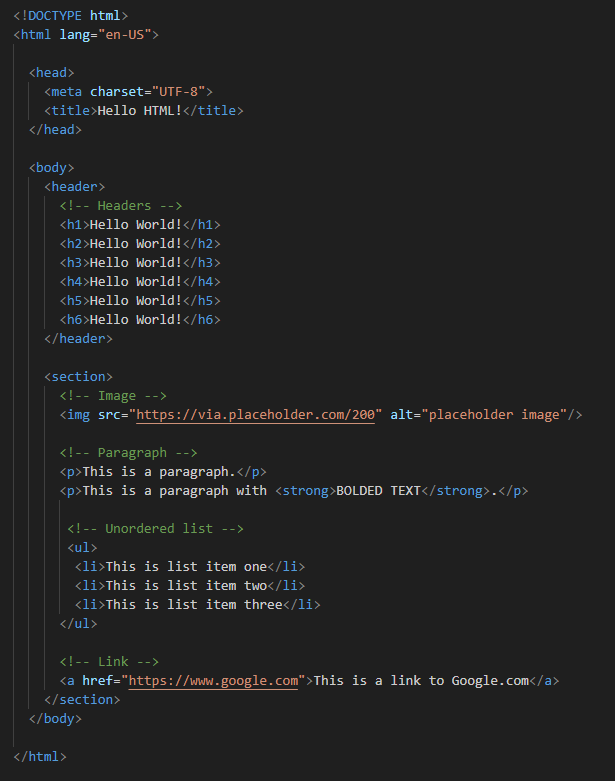 <!DOCTYPE html>
<html lang="en-US">
<head>
<meta charset="UTF-8">
<title>Hello HTML!</title>
</head>
<body>
<header>
<!-- Headers -->
<h1>Hello World!</h1>
<h2>Hello World!</h2>
<h3>Hello World!</h3>
<h4>Hello World!</h4>
<h5>Hello World!</h5>
<h6>Hello World!</h6>
</header>
<section>
<!-- Image -->
<img src="https://via.placeholder.com/200" alt="placeholder image"/>
<!-- Paragraph -->
<p>This is a paragraph.</p>
<p>This is a paragraph with <strong>BOLDED TEXT</strong>.</p>
<!-- Unordered list -->
<ul>
<li>This is list item one</li>
<li>This is list item two</li>
<li>This is list item three</li>
</ul>
<!-- Link -->
<a href="https://www.google.com">This is a link to Google.com</a>
</section>
</body>
</html>